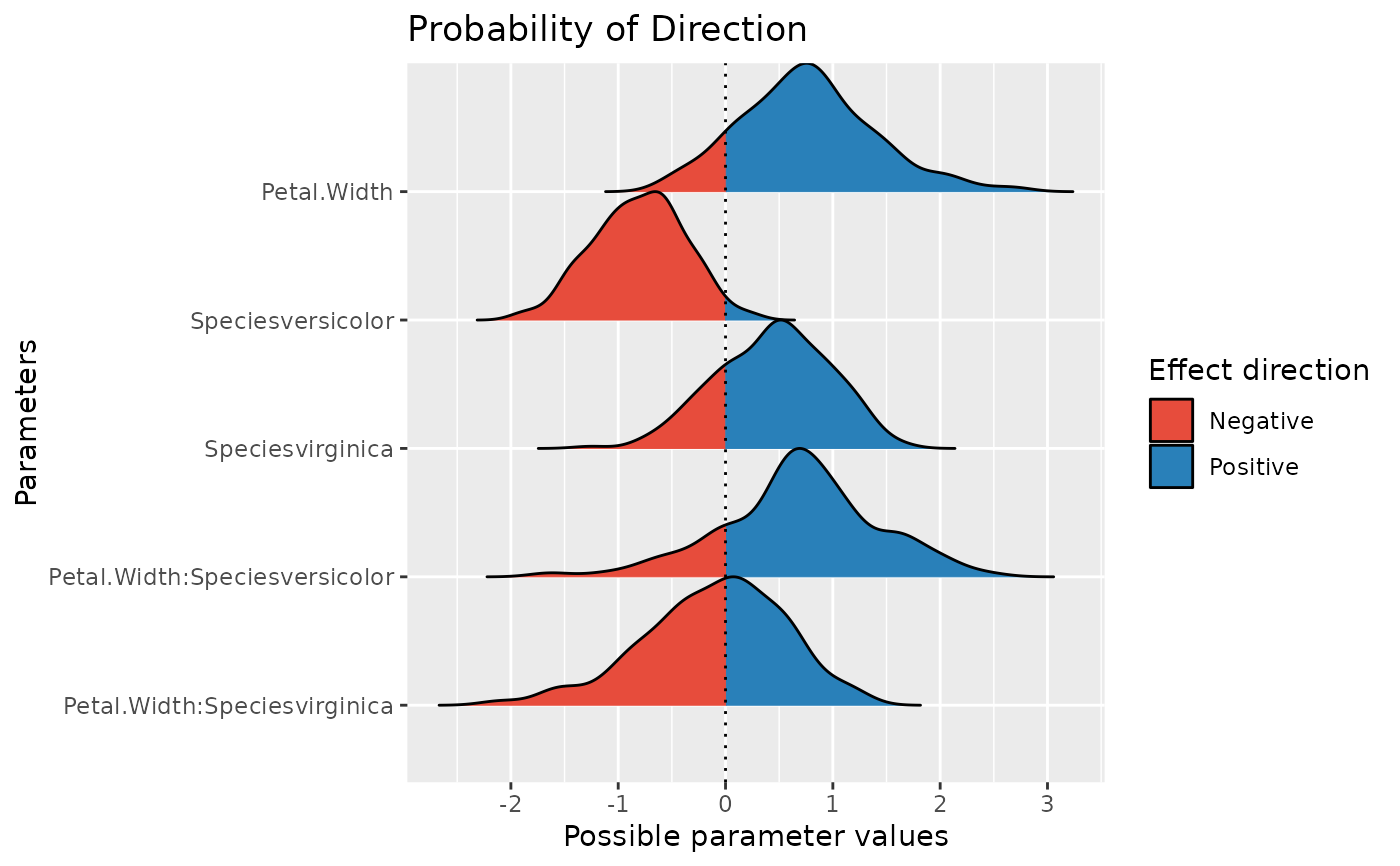 Probability of Direction
Parameters
Petal.Width
Speciesversicolor
Speciesvirginica
Petal.Width:Speciesversicolor
Petal.Width:Speciesvirginica
-2 -1 0 1 2 3
Possible parameter values
Effect direction
Negative
Positive